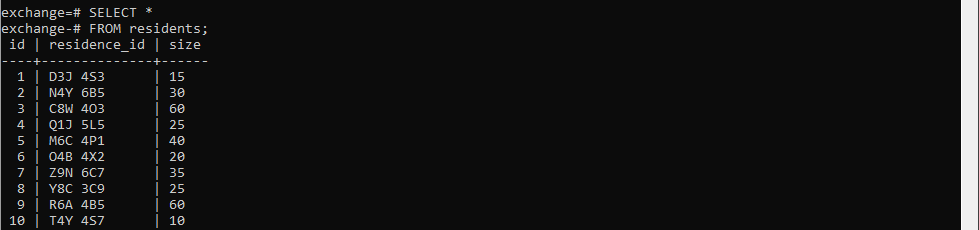 exchange=# SELECT *
exchange-# FROM residents;
 id | residence_id | size
----+--------------+------
  1 | D3J 4S3      | 15
  2 | N4Y 6B5      | 30
  3 | C8W 4O3      | 60
  4 | Q1J 5L5      | 25
  5 | M6C 4P1      | 40
  6 | O4B 4X2      | 20
  7 | Z9N 6C7      | 35
  8 | Y8C 3C9      | 25
  9 | R6A 4B5      | 60
 10 | T4Y 4S7      | 10